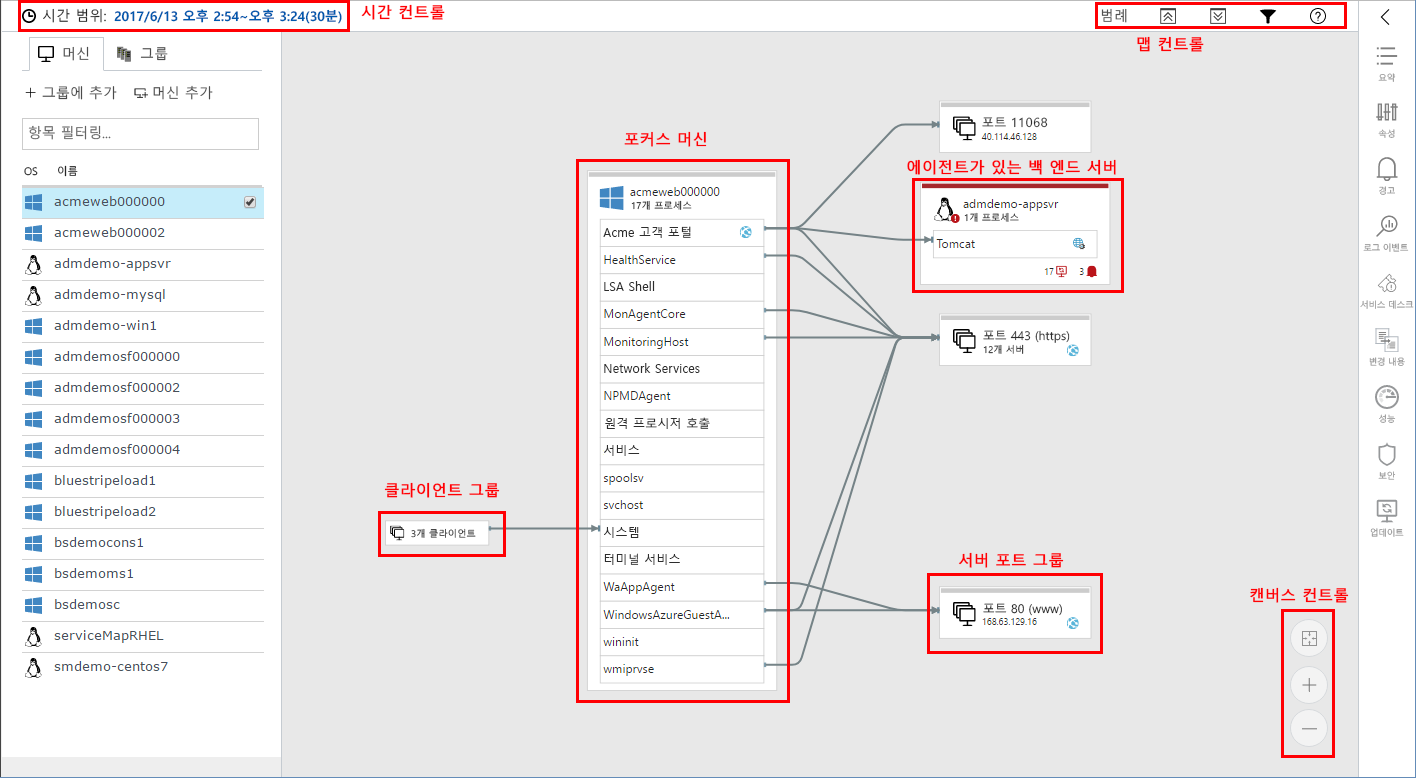 시간 범위: 2017/6/13 오후 2:54~오후 3:24(30분)
시간 컨트롤
범례
맵 컨트롤
머신
그룹
그룹에 추가
머신 추가
항목 필터링...
OS 이름
acmeweb000000
acmeweb000002
admdemo-appsvr
admdemo-mysql
admdemo-win1
admdemosf000000
admdemosf000002
admdemosf000003
admdemosf000004
bluestripeload1
bluestripeload2
bsdemocons1
bsdemoms1
bsdemosc
serviceMapRHEL
smdemo-centos7
클라이언트 그룹
3개 클라이언트
포커스 머신
acmeweb000000
17개 프로세스
Acme 고객 포털
HealthService
LSA Shell
MonAgentCore
MonitoringHost
Network Services
NPMDAgent
원격 프로시저 호출
서비스
spoolsv
svchost
시스템
터미널 서비스
WaAppAgent
WindowsAzureGuestA...
wininit
wmiprvse
포트 11068
40.114.46.128
에이전트가 있는 백 엔드 서버
admdemo-appsvr
1개 프로세스
Tomcat
17 3
포트 443 (https)
12개 서버
서버 포트 그룹
포트 80 (www)
168.63.129.16
캔버스 컨트롤
요약
속성
경고
로그 이벤트
서비스 데스크
변경 내용
성능
보안
업데이트